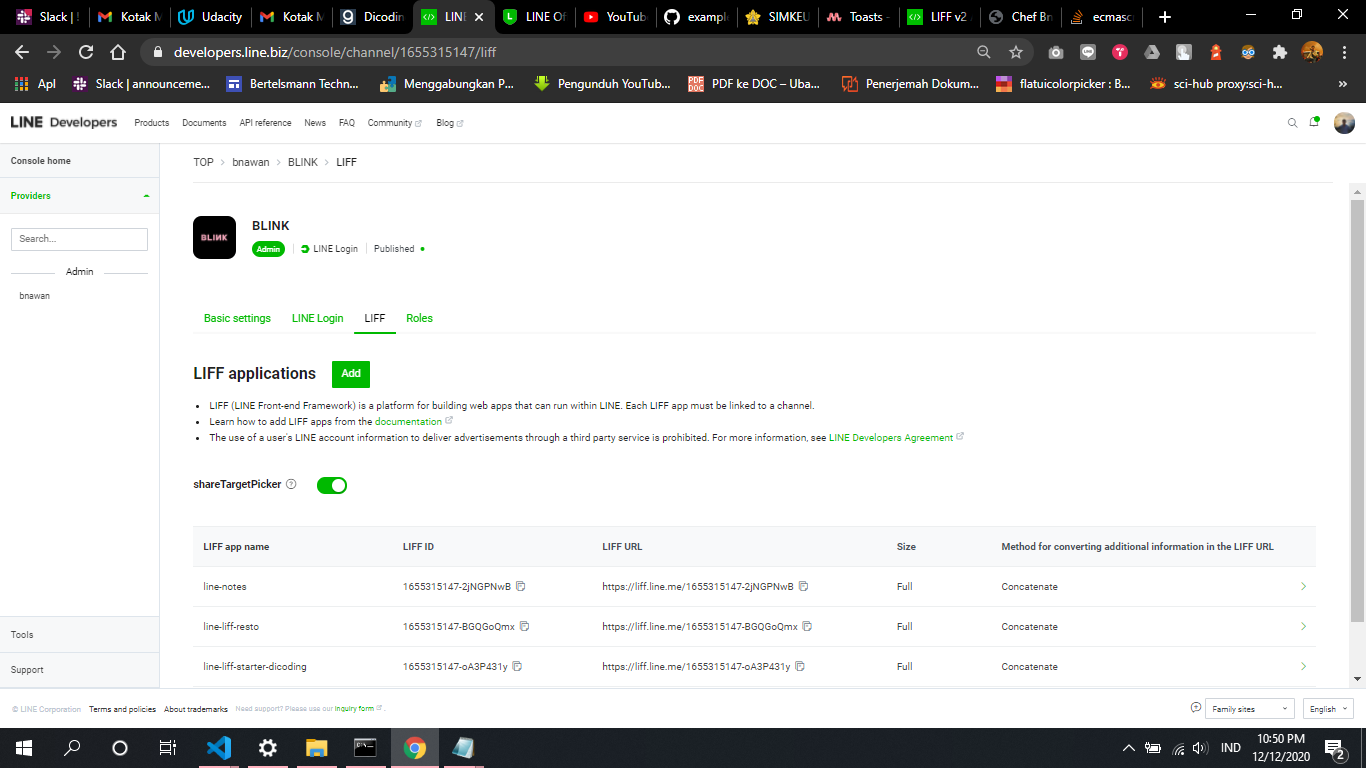 Slack | S
Kotak M
Udacity
Kotak M
Dicodin
LINE
LINE Of
YouTub
example
SIMKEU
Toasts -
LIFF v2
Chef Bn
ecmasc
developers.line.biz/console/channel/1655315147/liff
Apl
Slack | announceme...
Bertelsmann Techn...
Menggabungkan P...
Pengunduh YouTub...
PDF ke DOC – Uba...
Penerjemah Dokum...
flatuicolorpicker : B...
sci-hub proxy:sci-h...
»
LINE Developers
Products
Documents
API reference
News
FAQ
Community
Blog
Console home
Providers
Search...
Admin
bnawan
Tools
Support
TOP > bnawan > BLINK > LIFF
BLINK
BLINK
Admin
LINE Login
Published
Basic settings
LINE Login
LIFF
Roles
LIFF applications
Add
• LIFF (LINE Front-end Framework) is a platform for building web apps that can run within LINE. Each LIFF app must be linked to a channel.
• Learn how to add LIFF apps from the documentation
• The use of a user's LINE account information to deliver advertisements through a third party service is prohibited. For more information, see LINE Developers Agreement
shareTargetPicker ?
LIFF app name LIFF ID LIFF URL Size Method for converting additional information in the LIFF URL
line-notes 1655315147-2jNGPNwB https://liff.line.me/1655315147-2jNGPNwB Full Concatenate
line-liff-resto 1655315147-BGQGoQmx https://liff.line.me/1655315147-BGQGoQmx Full Concatenate
line-liff-starter-dicoding 1655315147-oA3P431y https://liff.line.me/1655315147-oA3P431y Full Concatenate
© LINE Corporation
Terms and policies
About trademarks
Need support? Please use our Inquiry form.
Family sites
English
IND
10:50 PM
12/12/2020
2